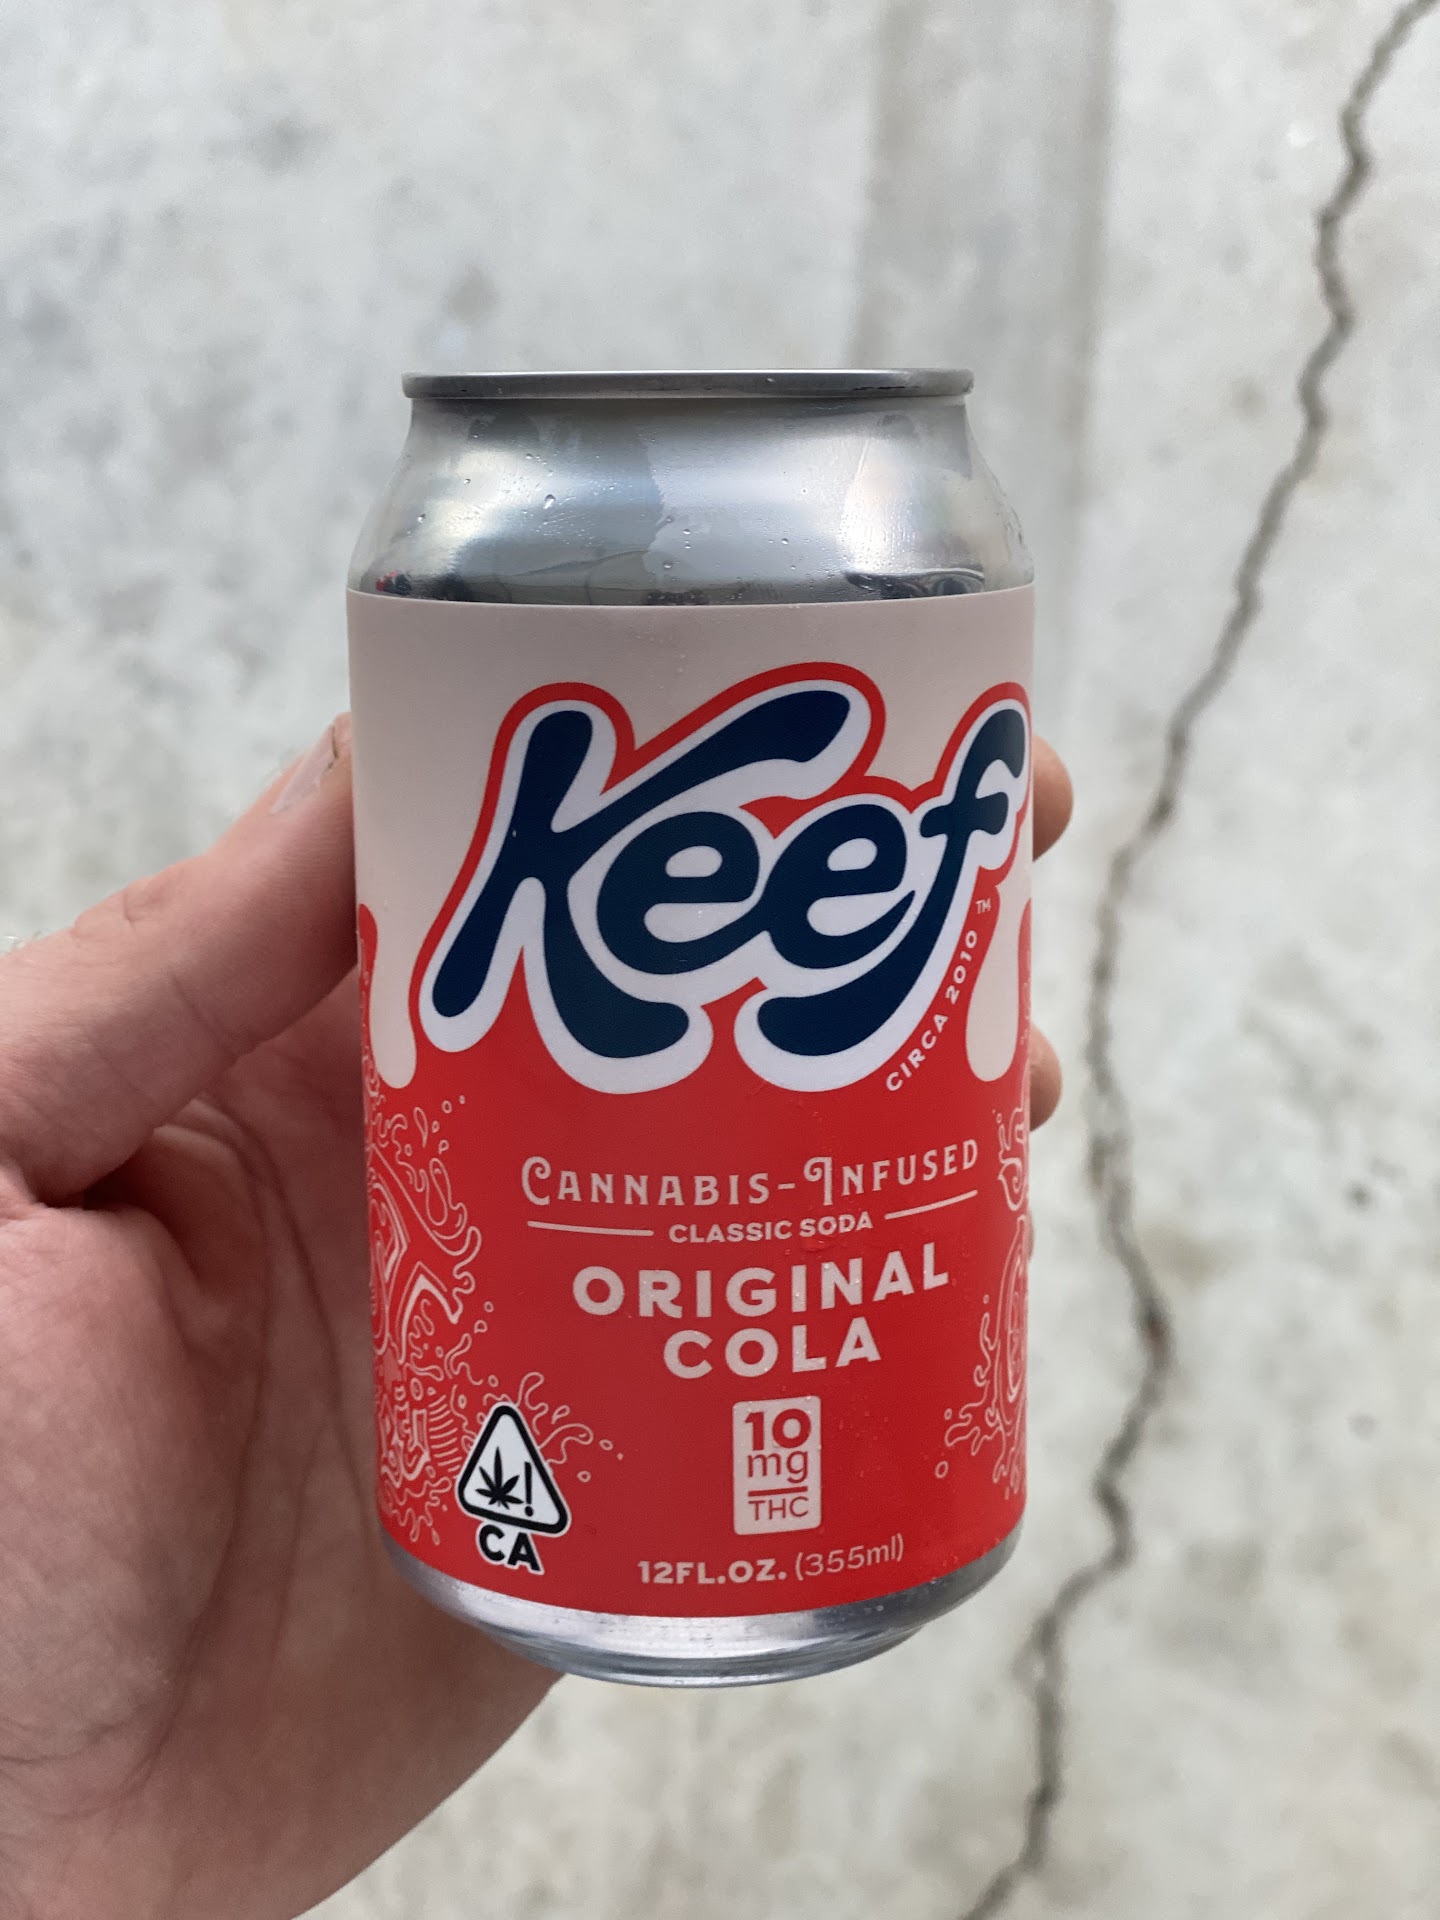 Keef
TM
CIRCA 2010
CANNABIS-INFUSED
CLASSIC SODA
ORIGINAL
COLA
10
mg
THC
!
CA
12FL.OZ. (355ml)